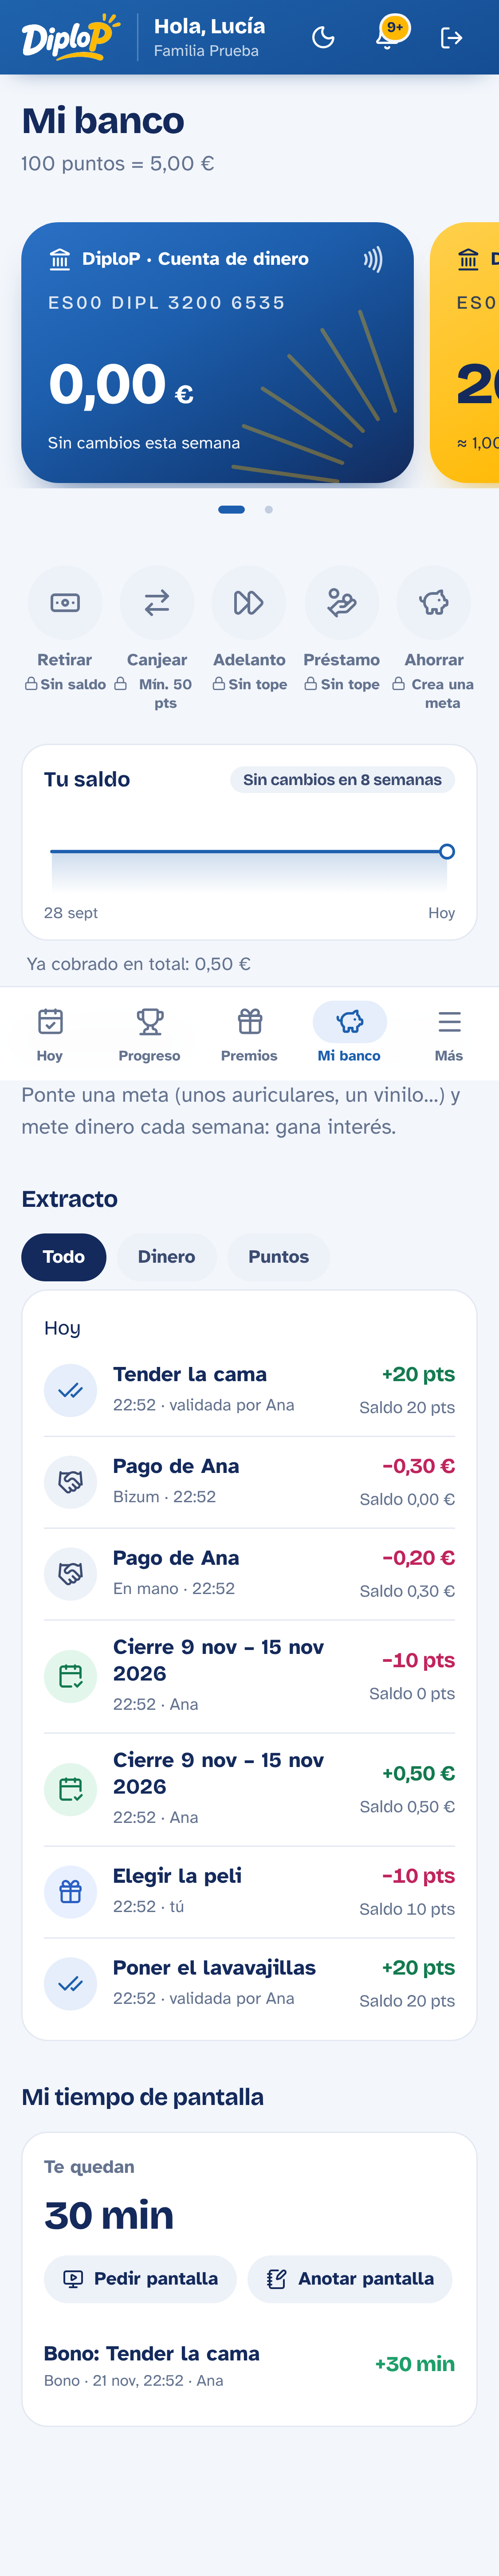 DiploP
Hola, Lucía
Familia Prueba
9+
Mi banco
100 puntos = 5,00 €
DiploP · Cuenta de dinero
ES00 DIPL 3200 6535
0,00 €
Sin cambios esta semana
D
ES0
20
≈ 1,00
Retirar
Sin saldo
Canjear
Mín. 50
pts
Adelanto
Sin tope
Préstamo
Sin tope
Ahorrar
Crea una
meta
Tu saldo
Sin cambios en 8 semanas
28 sept
Hoy
Ya cobrado en total: 0,50 €
Hoy
Progreso
Premios
Mi banco
Más
Ponte una meta (unos auriculares, un vinilo...) y
mete dinero cada semana: gana interés.
Extracto
Todo
Dinero
Puntos
Hoy
Tender la cama
+20 pts
22:52 · validada por Ana
Saldo 20 pts
Pago de Ana
−0,30 €
Bizum · 22:52
Saldo 0,00 €
Pago de Ana
−0,20 €
En mano · 22:52
Saldo 0,30 €
Cierre 9 nov – 15 nov
2026
−10 pts
22:52 · Ana
Saldo 0 pts
Cierre 9 nov – 15 nov
2026
+0,50 €
22:52 · Ana
Saldo 0,50 €
Elegir la peli
−10 pts
22:52 · tú
Saldo 10 pts
Poner el lavavajillas
+20 pts
22:52 · validada por Ana
Saldo 20 pts
Mi tiempo de pantalla
Te quedan
30 min
Pedir pantalla
Anotar pantalla
Bono: Tender la cama
+30 min
Bono · 21 nov, 22:52 · Ana